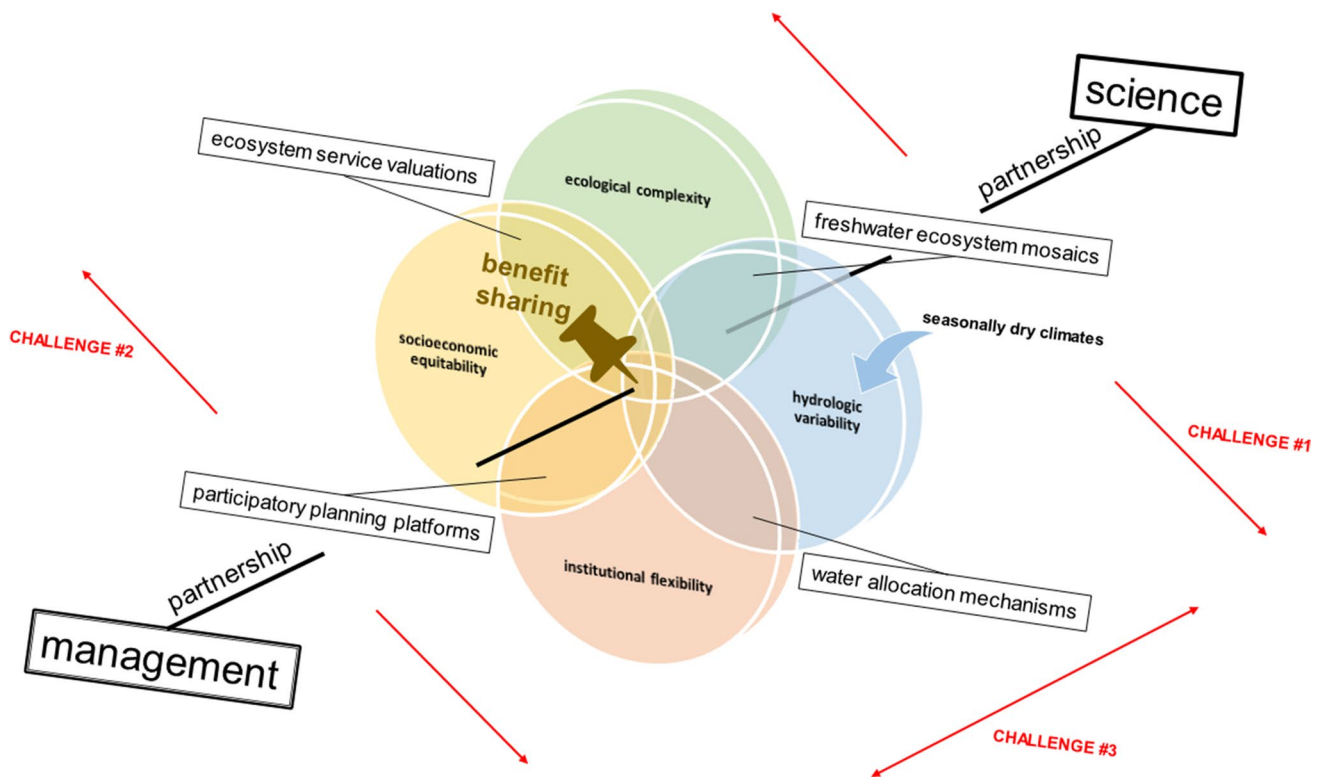 science
partnership
ecosystem service valuations
ecological complexity
freshwater ecosystem mosaics
benefit
sharing
seasonally dry climates
CHALLENGE #2
socioeconomic
equitability
hydrologic
variability
CHALLENGE #1
participatory planning platforms
partnership
institutional flexibility
water allocation mechanisms
management
CHALLENGE #3